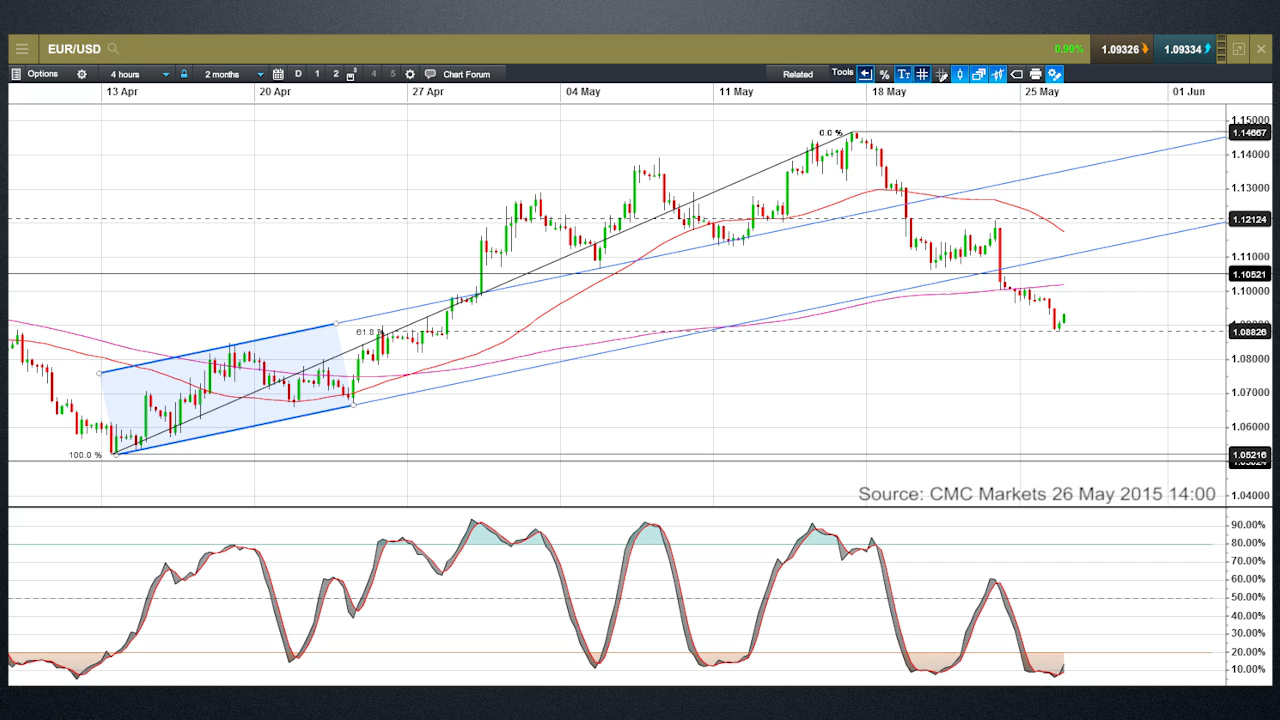 EUR/USD 0.99% 1.09326 1.09334
Options 4 hours 2 months D 1 2 3 4 5 Chart Forum Related Tools % TT
13 Apr 20 Apr 27 Apr 04 May 11 May 18 May 25 May 01 Jun
1.15000
0.0 % 1.14667
1.14000
1.13000
1.12124
1.11000
1.10521
1.10000
61.8 % 1.08826
1.08000
1.07000
1.06000
100.0 % 1.05216
1.04000
Source: CMC Markets 26 May 2015 14:00
90.00%
80.00%
70.00%
60.00%
50.00%
40.00%
30.00%
20.00%
10.00%